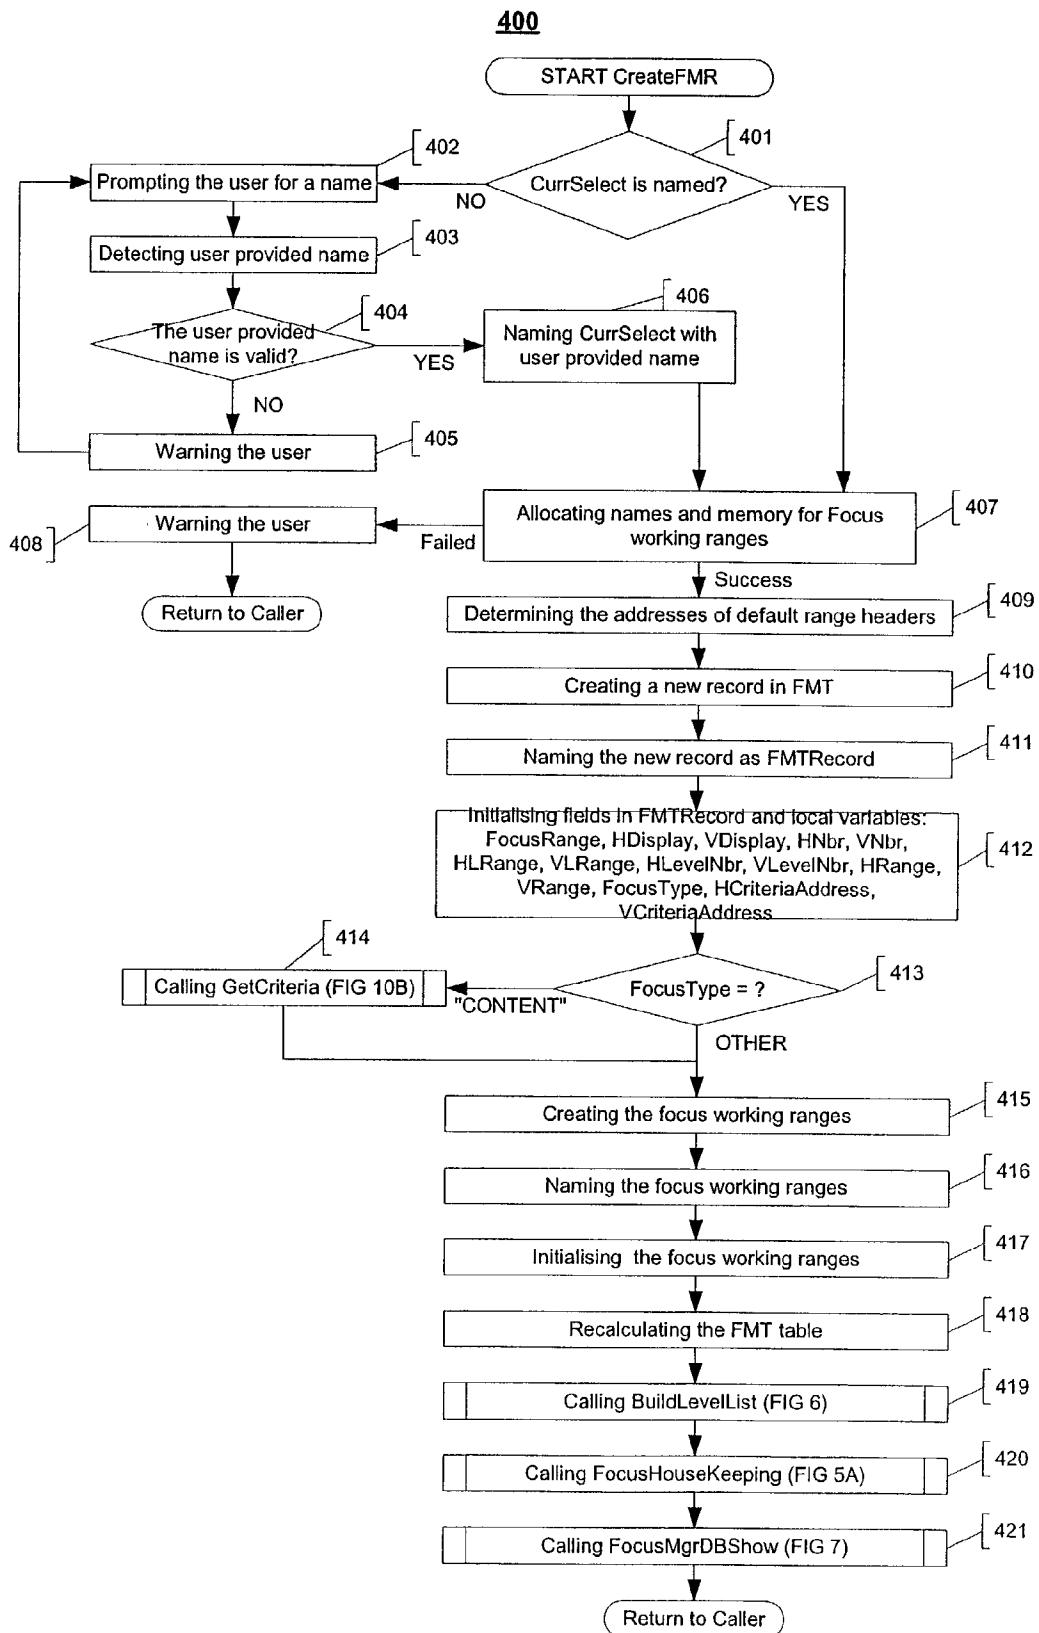 400
START CreateFMR
401
CurrSelect is named?
NO
YES
402
Prompting the user for a name
403
Detecting user provided name
404
The user provided
name is valid?
YES
NO
406
Naming CurrSelect with
user provided name
405
Warning the user
407
Allocating names and memory for Focus
working ranges
Failed
Success
408
Warning the user
Return to Caller
409
Determining the addresses of default range headers
410
Creating a new record in FMT
411
Naming the new record as FMTRecord
412
Initialising fields in FMTRecord and local variables:
FocusRange, HDisplay, VDisplay, HNbr, VNbr,
HLRange, VLRange, HLevelNbr, VLevelNbr, HRange,
VRange, FocusType, HCriteriaAddress,
VCriteriaAddress
413
FocusType = ?
"CONTENT"
OTHER
414
Calling GetCriteria (FIG 10B)
415
Creating the focus working ranges
416
Naming the focus working ranges
417
Initialising the focus working ranges
418
Recalculating the FMT table
419
Calling BuildLevelList (FIG 6)
420
Calling FocusHouseKeeping (FIG 5A)
421
Calling FocusMgrDBShow (FIG 7)
Return to Caller